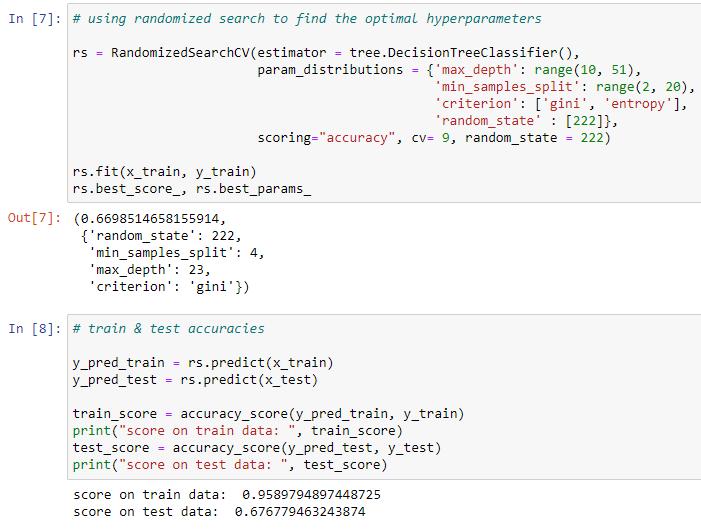 In [7]: # using randomized search to find the optimal hyperparameters
rs = RandomizedSearchCV(estimator = tree.DecisionTreeClassifier(),
param_distributions = {'max_depth': range(10, 51),
'min_samples_split': range(2, 20),
'criterion': ['gini', 'entropy'],
'random_state' : [222]},
scoring="accuracy", cv= 9, random_state = 222)
rs.fit(x_train, y_train)
rs.best_score_, rs.best_params_
Out[7]: (0.6698514658155914,
{'random_state': 222,
'min_samples_split': 4,
'max_depth': 23,
'criterion': 'gini'})
In [8]: # train & test accuracies
y_pred_train = rs.predict(x_train)
y_pred_test = rs.predict(x_test)
train_score = accuracy_score(y_pred_train, y_train)
print("score on train data: ", train_score)
test_score = accuracy_score(y_pred_test, y_test)
print("score on test data: ", test_score)
score on train data:  0.9589794897448725
score on test data:  0.676779463243874